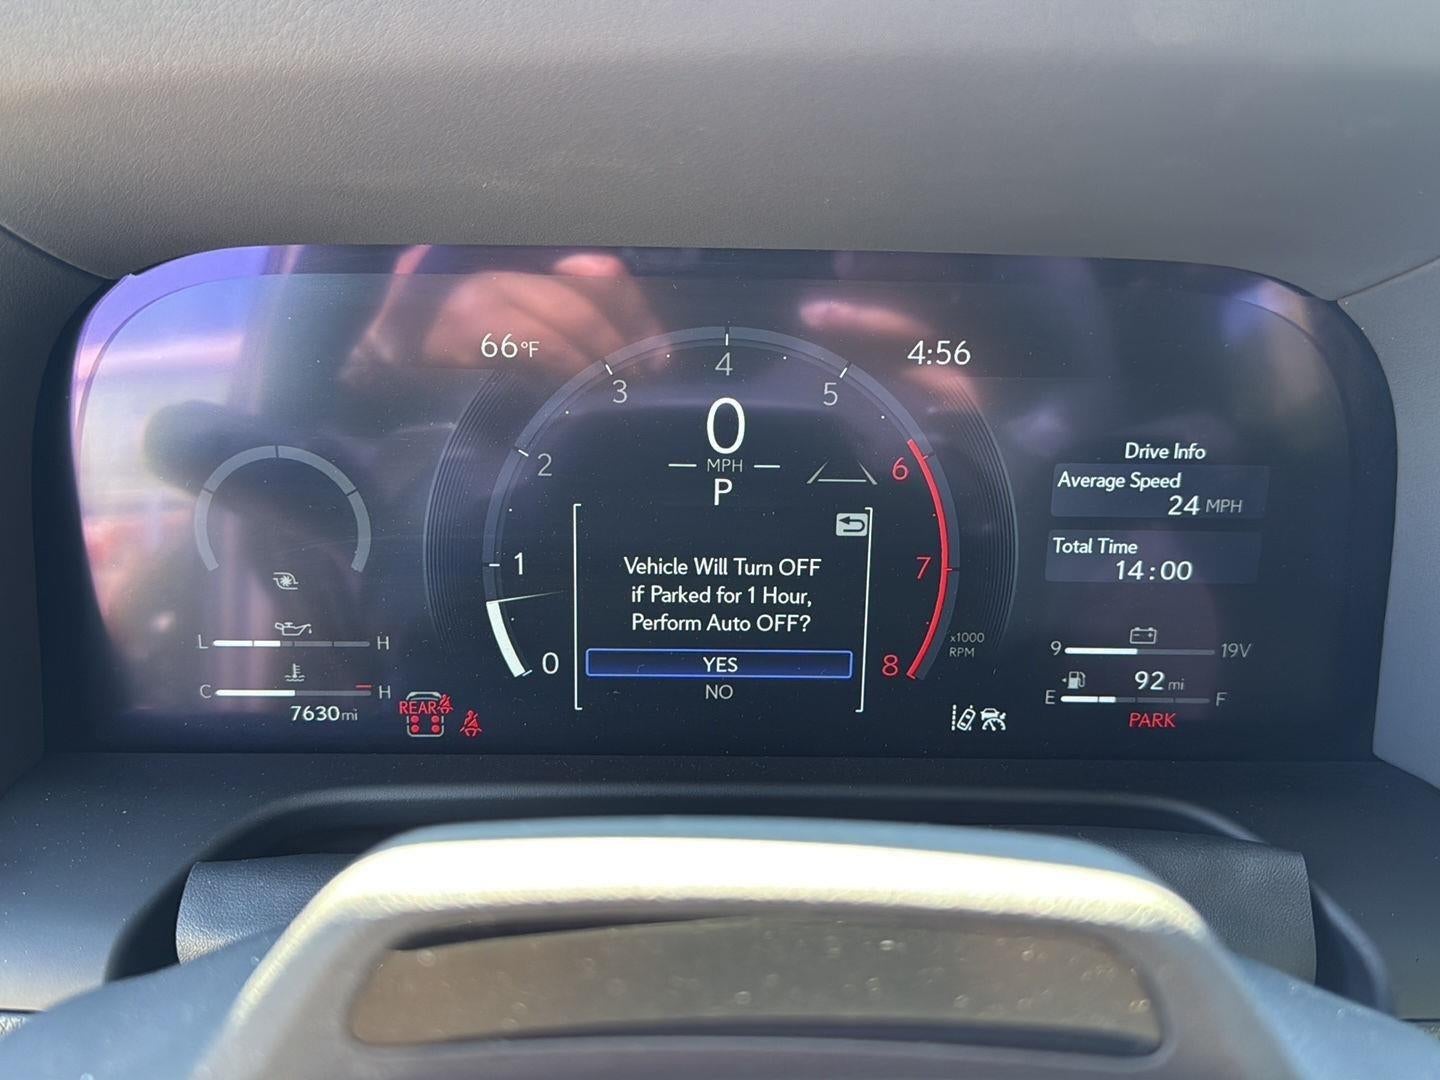 66°F
4:56
4
3
5
0
2
6
MPH
P
Drive Info
Average Speed
24 MPH
Total Time
14:00
1
Vehicle Will Turn OFF
if Parked for 1 Hour,
Perform Auto OFF?
YES
NO
7
0
8
x1000
RPM
L
H
C
H
7630 mi
REAR
9
19V
92 mi
E
F
PARK